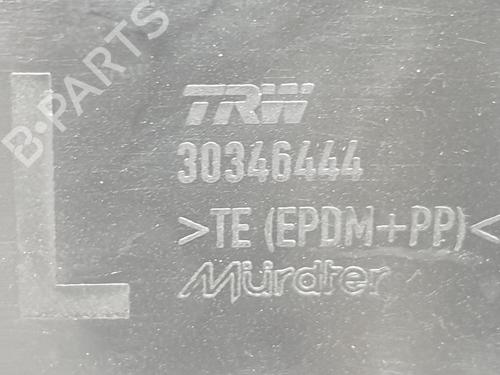 B-PARTS
L
TRW
30346444
>TE (EPDM+PP)<
Mürdter